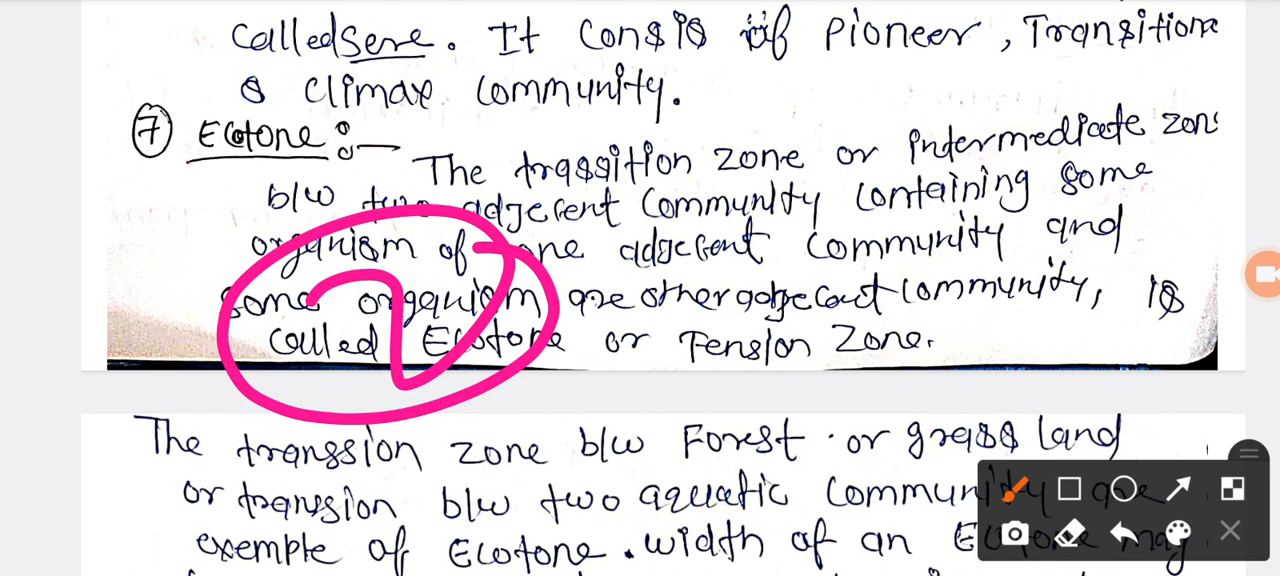 called Sere. It consis of Pioneer, Transitiona
& climax community.
7 Ecotone :-
The trassition zone or intermediate zone
b/w two adjecent community containing some
organism of one adjecent community and
some organism one other adjecent community, is
called Ecotone or Tension Zone.
The transsion zone b/w Forest or grass land
or transsion b/w two aquatic community are
exemple of Ecotone. width of an Ecotone may